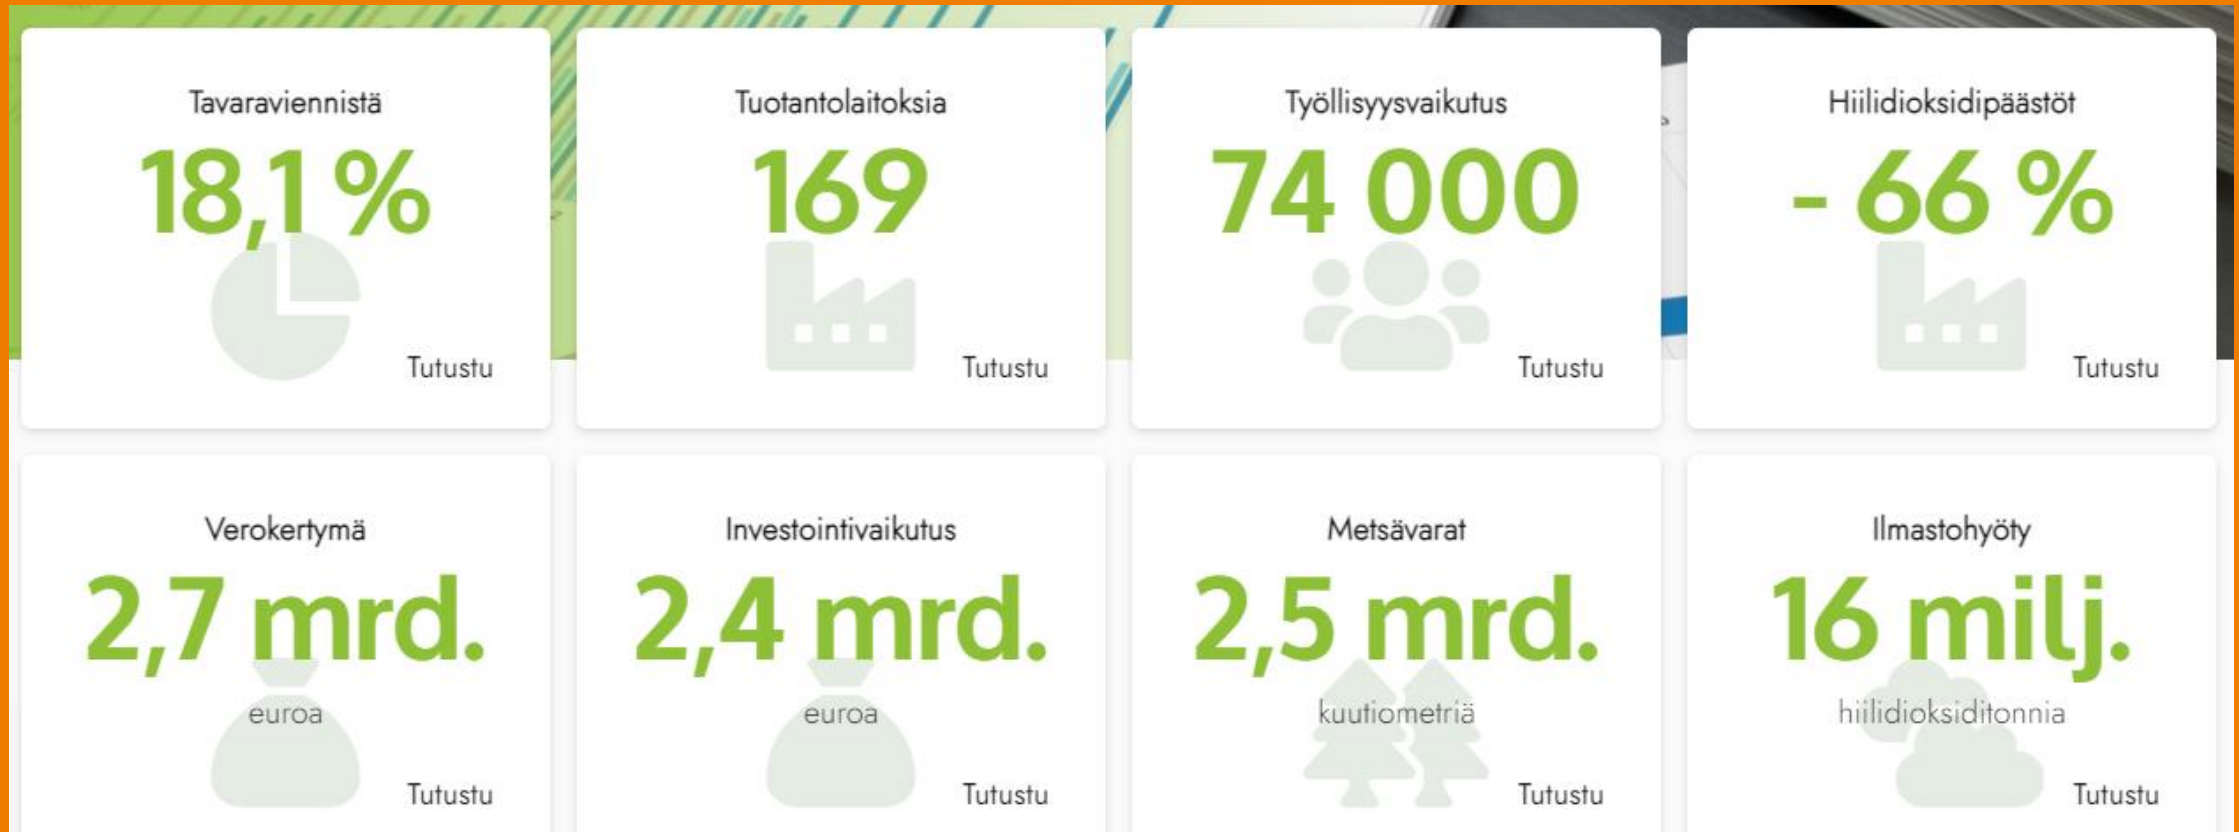 Tavaraviennistä
18,1 %
Tutustu
Tuotantolaitoksia
169
Tutustu
Työllisyysvaikutus
74 000
Tutustu
Hiilidioksidipäästöt
- 66 %
Tutustu
Verokertymä
2,7 mrd.
euroa
Tutustu
Investointivaikutus
2,4 mrd.
euroa
Tutustu
Metsävarat
2,5 mrd.
kuutiometriä
Tutustu
Ilmastohyöty
16 milj.
hiilidioksiditonnia
Tutustu